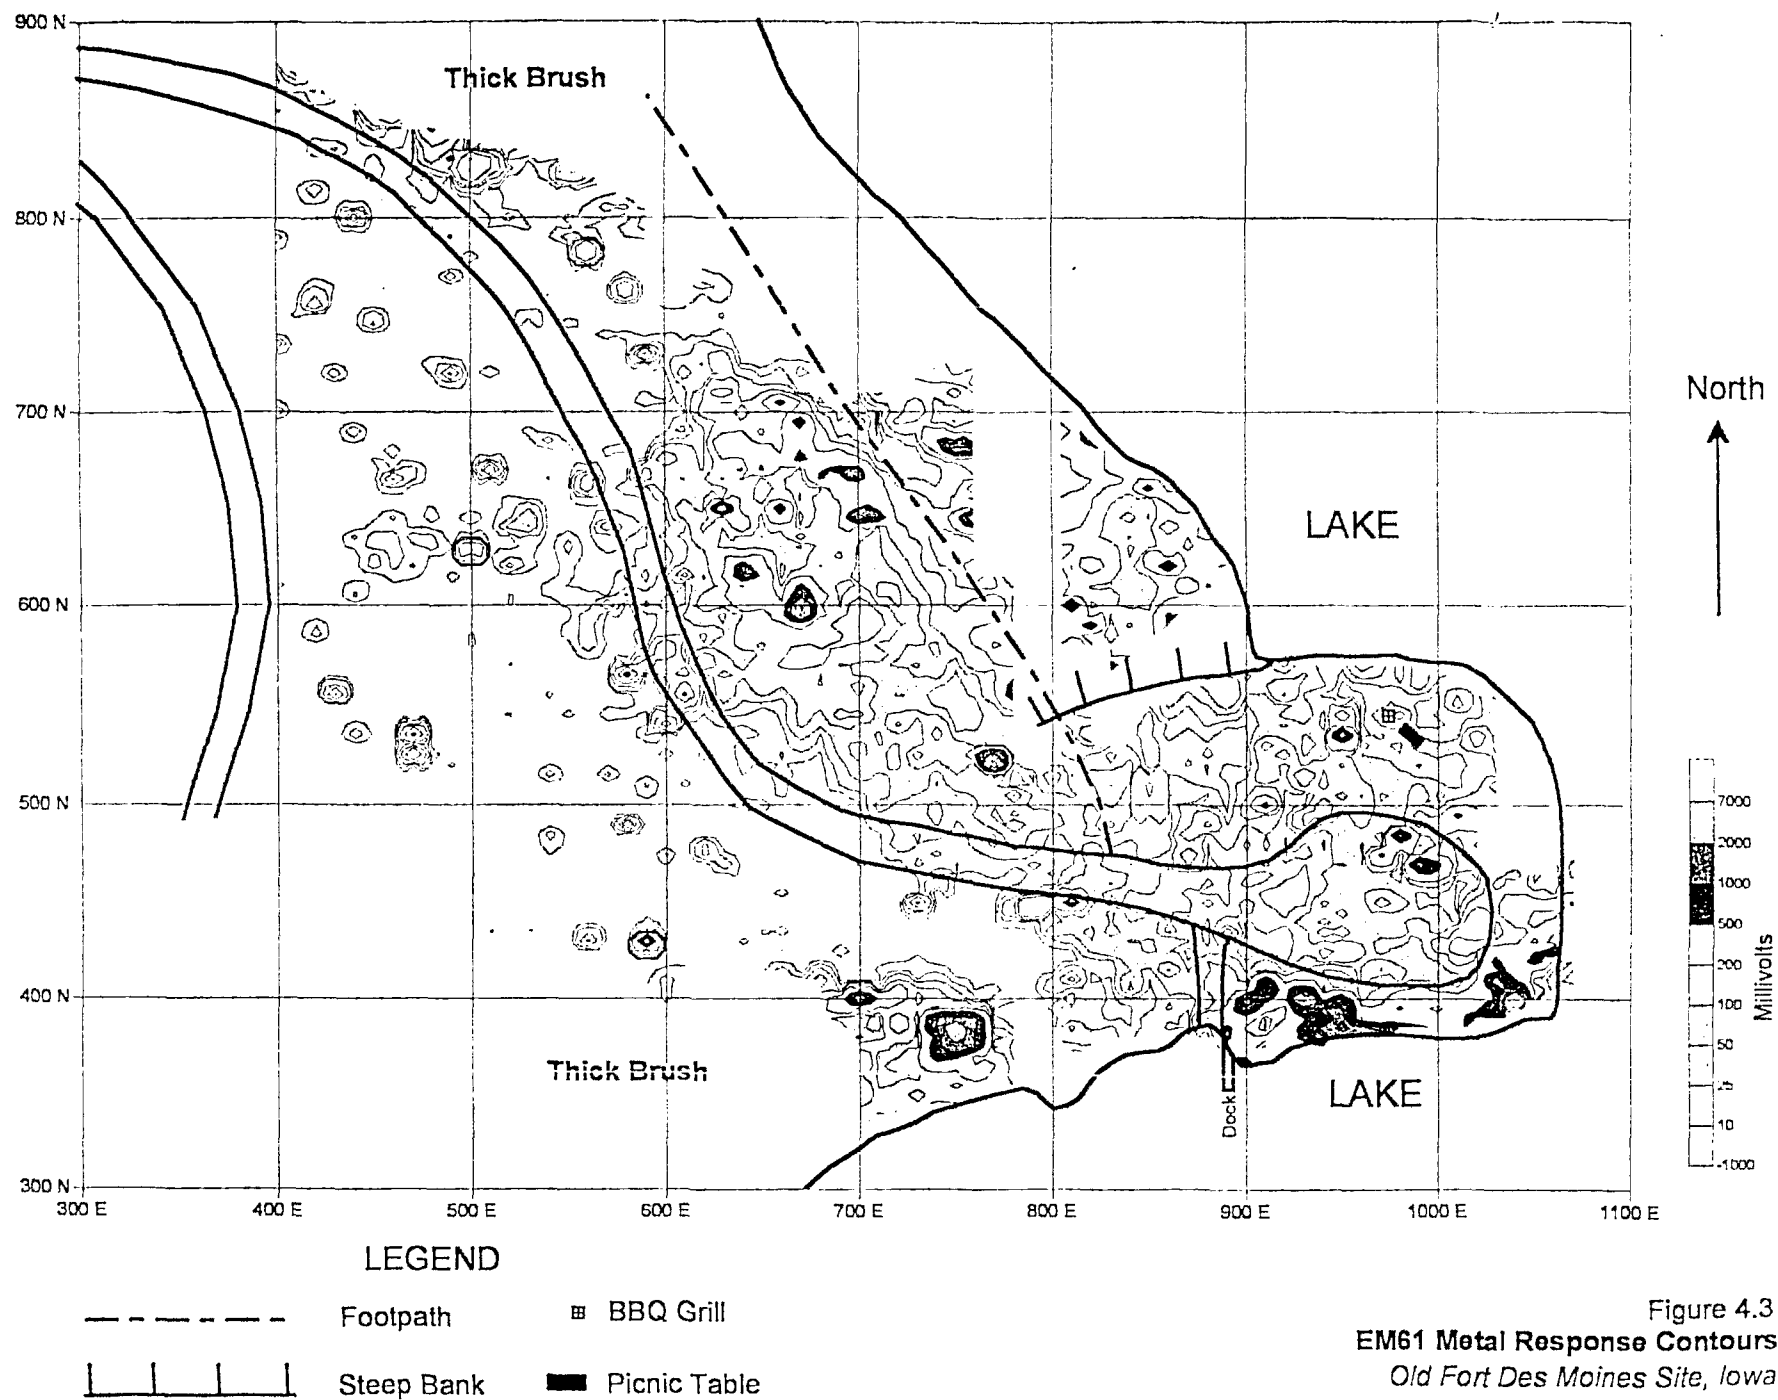 900 N
800 N
700 N
600 N
500 N
400 N
300 N
300 E
400 E
500 E
600 E
700 E
800 E
900 E
1000 E
1100 E
Thick Brush
Thick Brush
North
LAKE
LAKE
Dock
7000
2000
1000
500
200
100
50
10
-1000
Millivolts
LEGEND
Footpath
BBQ Grill
Steep Bank
Picnic Table
Figure 4.3
EM61 Metal Response Contours
Old Fort Des Moines Site, Iowa